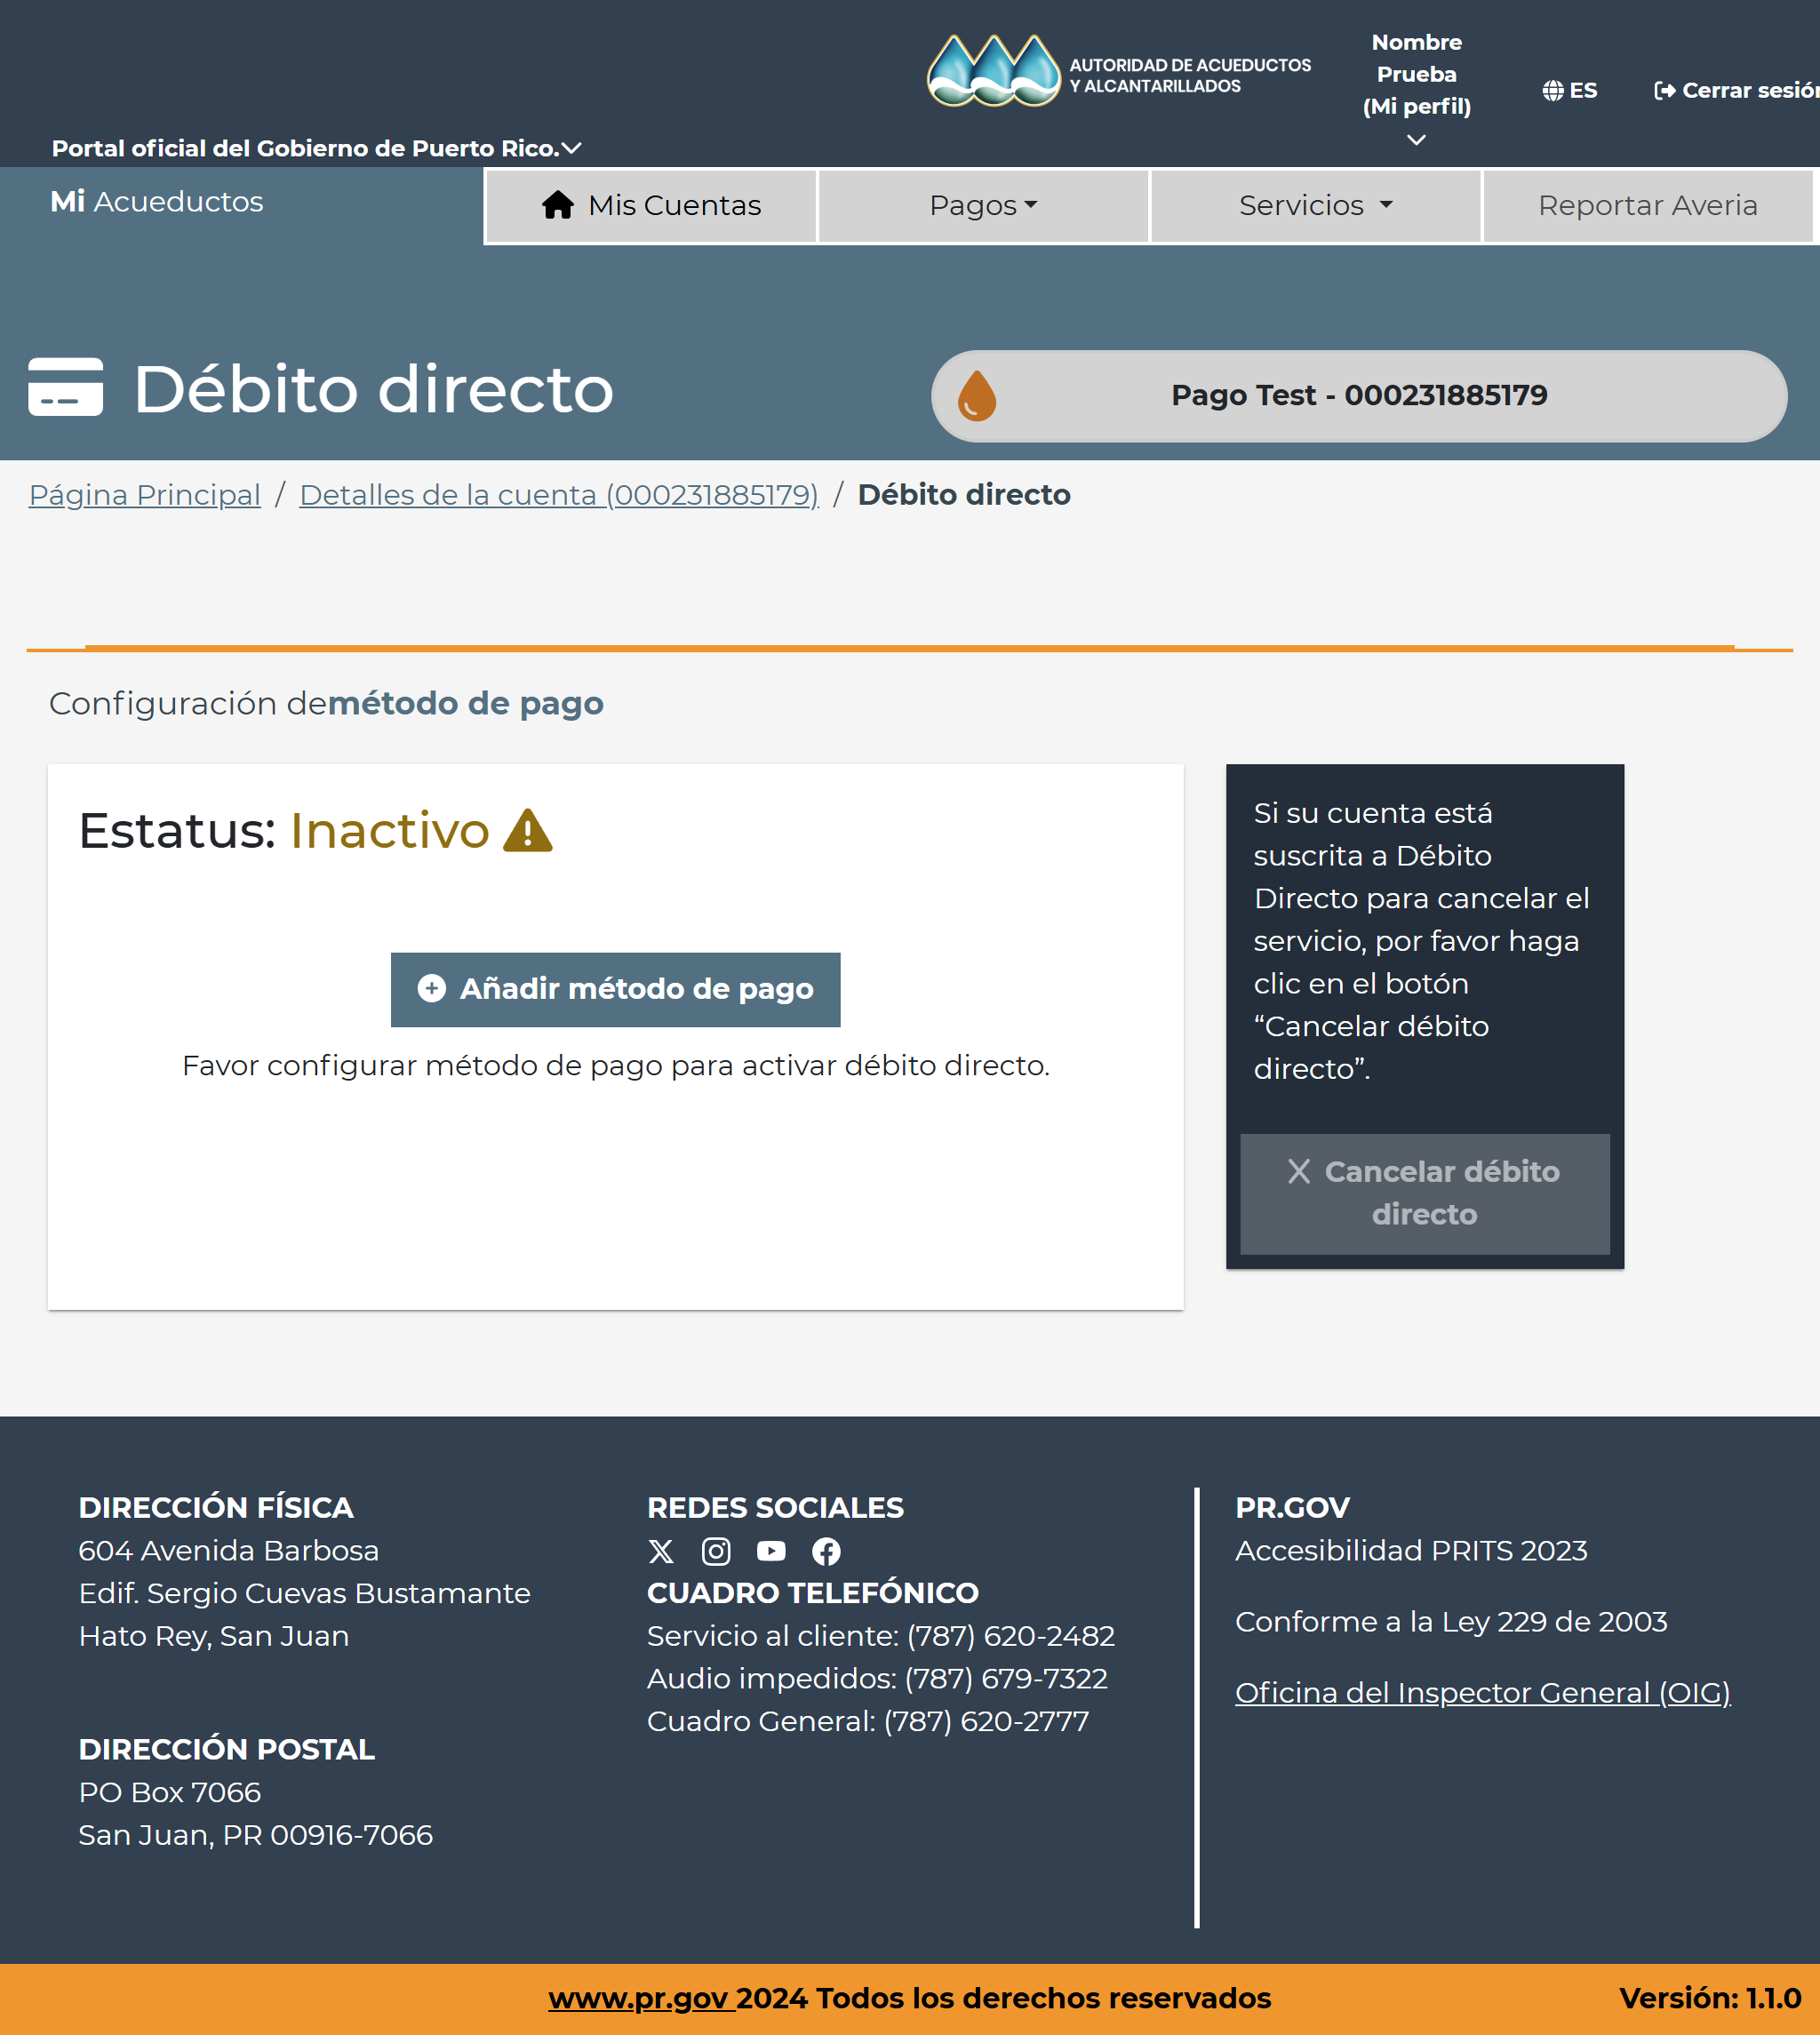 AUTORIDAD DE ACUEDUCTOS
Y ALCANTARILLADOS
Nombre
Prueba
(Mi perfil)
ES
Cerrar sesión
Portal oficial del Gobierno de Puerto Rico.
Mi Acueductos
Mis Cuentas
Pagos
Servicios
Reportar Averia
Débito directo
Pago Test - 000231885179
Página Principal / Detalles de la cuenta (000231885179) / Débito directo
Configuración demétodo de pago
Estatus: Inactivo
Añadir método de pago
Favor configurar método de pago para activar débito directo.
Si su cuenta está
suscrita a Débito
Directo para cancelar el
servicio, por favor haga
clic en el botón
“Cancelar débito
directo”.
Cancelar débito
directo
DIRECCIÓN FÍSICA
604 Avenida Barbosa
Edif. Sergio Cuevas Bustamante
Hato Rey, San Juan
DIRECCIÓN POSTAL
PO Box 7066
San Juan, PR 00916-7066
REDES SOCIALES
CUADRO TELEFÓNICO
Servicio al cliente: (787) 620-2482
Audio impedidos: (787) 679-7322
Cuadro General: (787) 620-2777
PR.GOV
Accesibilidad PRITS 2023
Conforme a la Ley 229 de 2003
Oficina del Inspector General (OIG)
www.pr.gov 2024 Todos los derechos reservados
Versión: 1.1.0